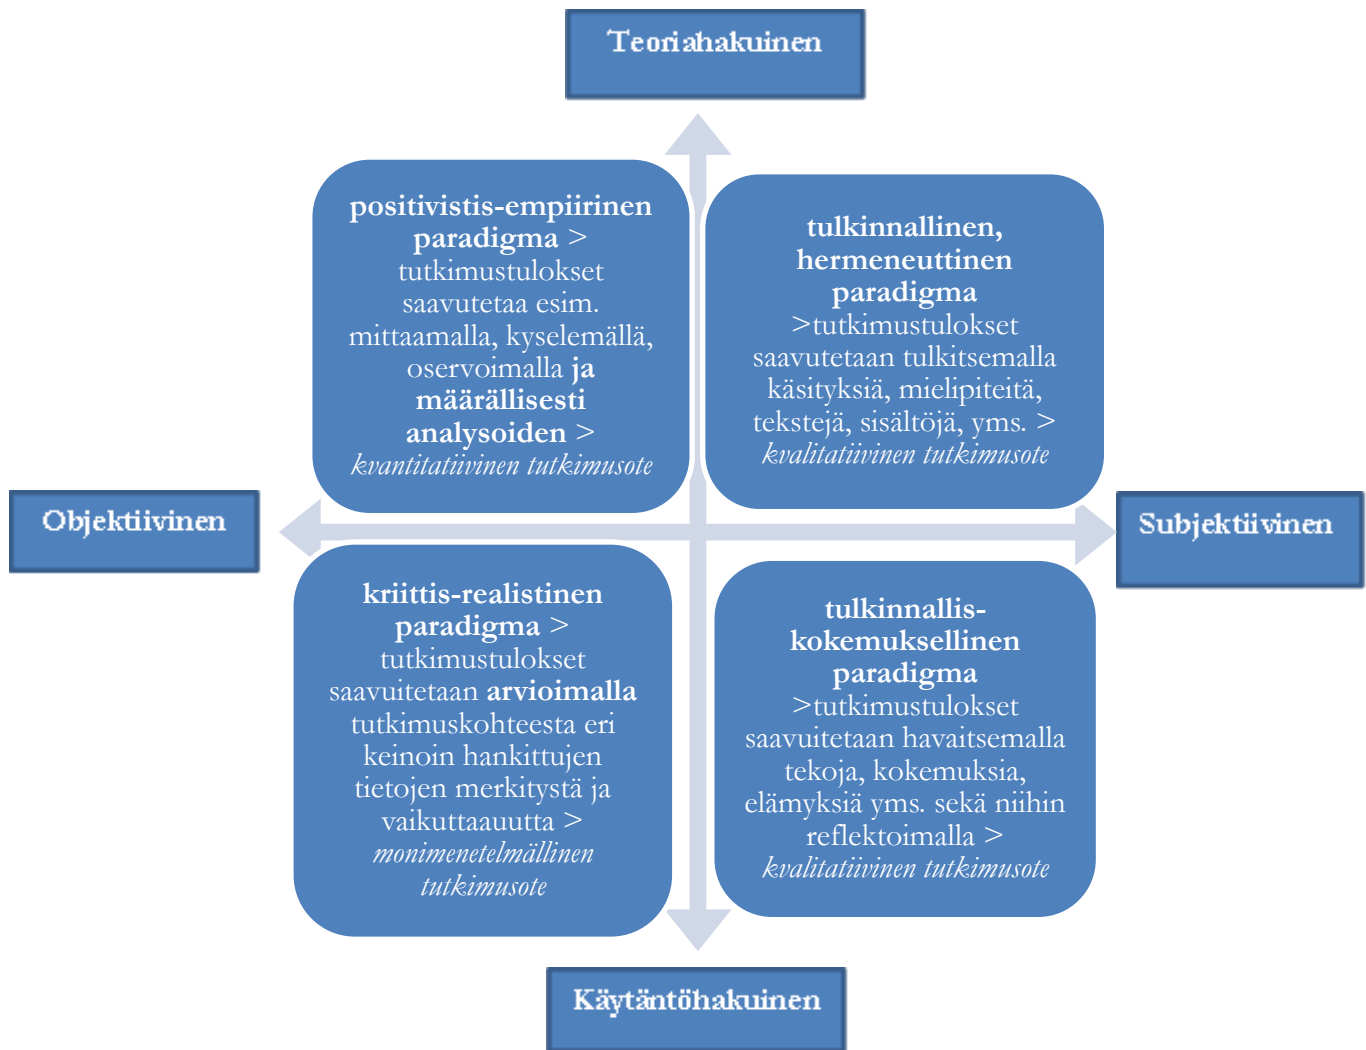 Teoriahakuinen
positivistis-empiirinen
paradigma >
tutkimustulokset
saavutetaa esim.
mittaamalla, kyselemällä,
oservoimalla ja
määrällisesti
analysoiden >
kvantitatiivinen tutkimusote
tulkinnallinen,
hermeneuttinen
paradigma
>tutkimustulokset
saavutetaan tulkitsemalla
käsityksiä, mielipiteitä,
tekstejä, sisältöjä, yms. >
kvalitatiivinen tutkimusote
Objektiivinen
Subjektiivinen
kriittis-realistinen
paradigma >
tutkimustulokset
saavuitetaan arvioimalla
tutkimuskohteesta eri
keinoin hankittujen
tietojen merkitystä ja
vaikuttaauutta >
monimenetelmällinen
tutkimusote
tulkinnallis-
kokemuksellinen
paradigma
>tutkimustulokset
saavuitetaan havaitsemalla
tekoja, kokemuksia,
elämyksiä yms. sekä niihin
reflektoimalla >
kvalitatiivinen tutkimusote
Käytäntöhakuinen